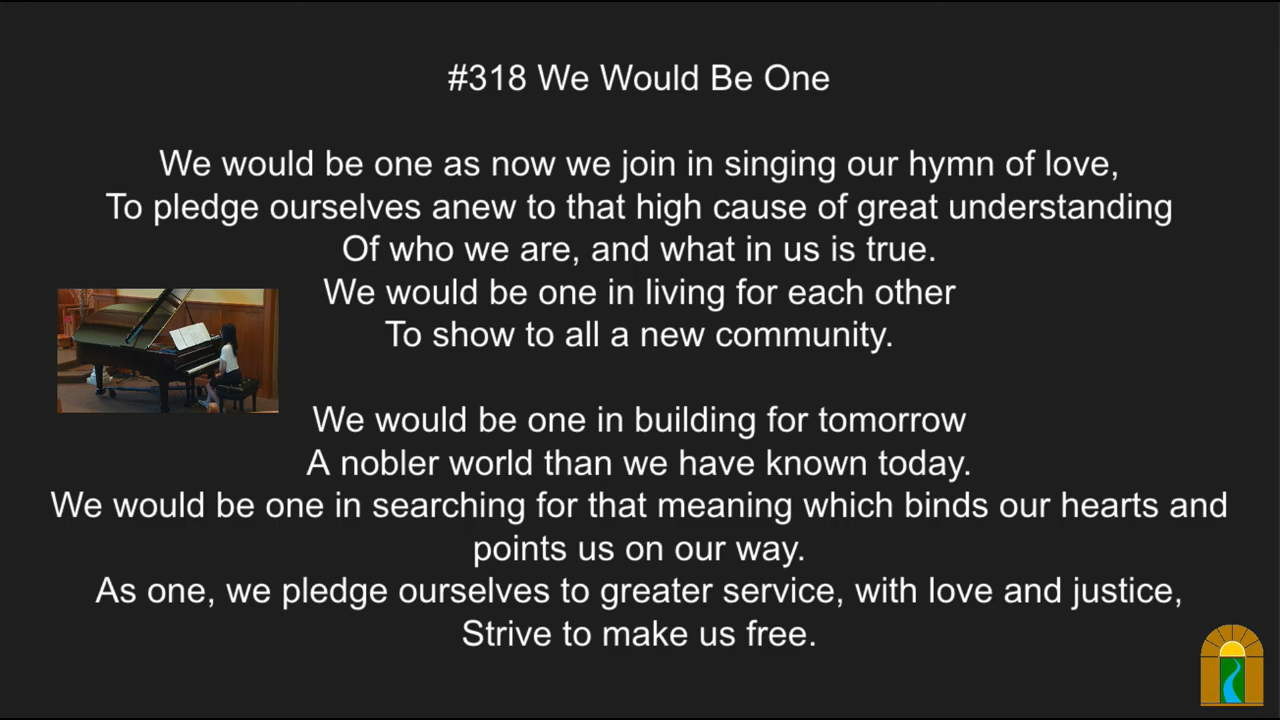 #318 We Would Be One
We would be one as now we join in singing our hymn of love,
To pledge ourselves anew to that high cause of great understanding
Of who we are, and what in us is true.
We would be one in living for each other
To show to all a new community.
We would be one in building for tomorrow
A nobler world than we have known today.
We would be one in searching for that meaning which binds our hearts and
points us on our way.
As one, we pledge ourselves to greater service, with love and justice,
Strive to make us free.